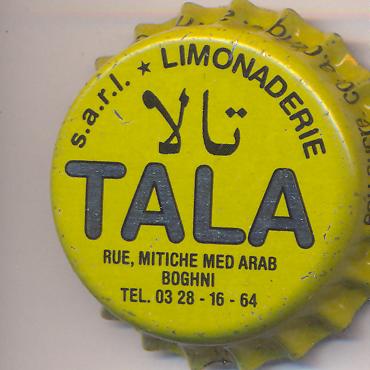 s.a.r.l. ★ LIMONADERIE
تالا
TALA
RUE, MITICHE MED ARAB
BOGHNI
TEL. 03 28 - 16 - 64